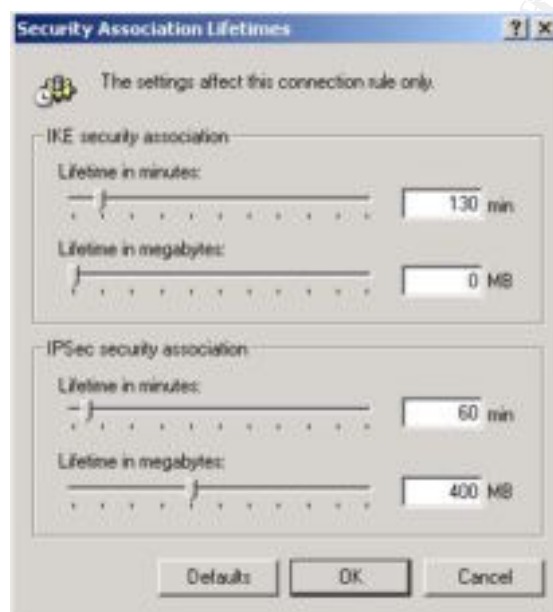 Security Association Lifetimes
The settings affect this connection rule only.
IKE security association
Lifetime in minutes:
130 min
Lifetime in megabytes:
0 MB
IPSec security association
Lifetime in minutes:
60 min
Lifetime in megabytes:
400 MB
Defaults OK Cancel